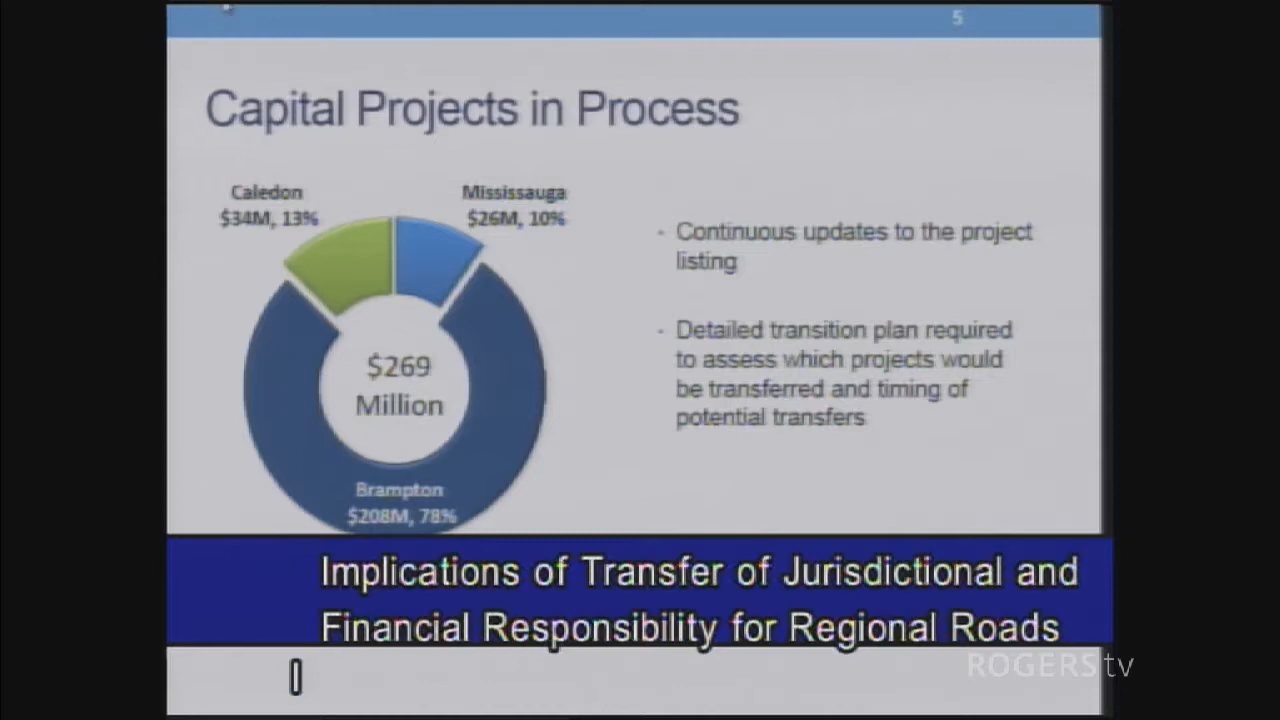 5
Capital Projects in Process
Caledon
$34M, 13%
Mississauga
$26M, 10%
$269
Million
Brampton
$208M, 78%
Continuous updates to the project
listing
Detailed transition plan required
to assess which projects would
be transferred and timing of
potential transfers
Implications of Transfer of Jurisdictional and
Financial Responsibility for Regional Roads
ROGERS tv